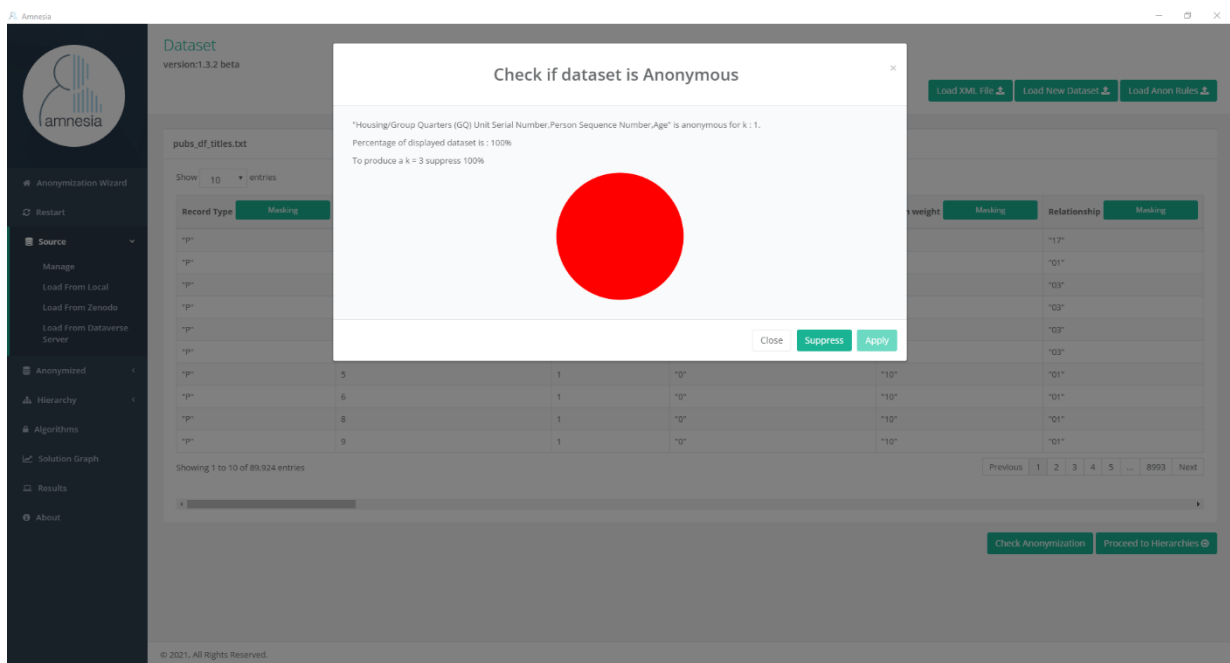 Amnesia
amnesia
Anonymization Wizard
Restart
Source
Manage
Load From Local
Load From Zenodo
Load From Dataverse
Server
Anonymized
Hierarchy
Algorithms
Solution Graph
Results
About
Dataset
version:1.3.2 beta
Load XML File
Load New Dataset
Load Anon Rules
Check if dataset is Anonymous
×
"Housing/Group Quarters (GQ) Unit Serial Number,Person Sequence Number,Age" is anonymous for k : 1.
Percentage of displayed dataset is : 100%
To produce a k = 3 suppress 100%
Close Suppress Apply
pubs_df_titles.txt
Show 10 entries
Record Type Masking weight Masking Relationship Masking
"P" "17"
"P" "01"
"P" "03"
"P" "03"
"P" "03"
"P" "03"
"P" 5 1 "0" "10" "01"
"P" 6 1 "0" "10" "01"
"P" 8 1 "0" "10" "01"
"P" 9 1 "0" "10" "01"
Showing 1 to 10 of 89,924 entries
Previous 1 2 3 4 5 ... 8993 Next
Check Anonymization
Proceed to Hierarchies
© 2021, All Rights Reserved.